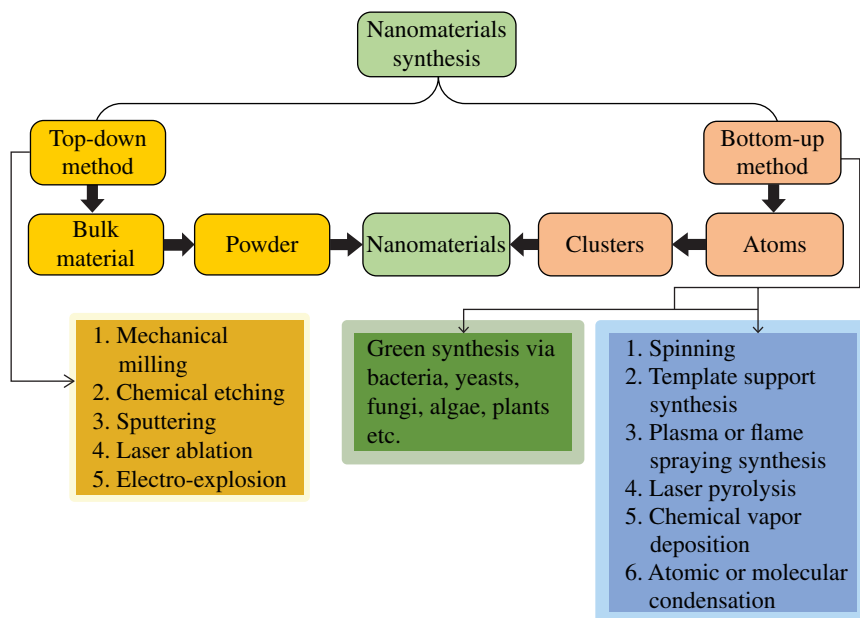 Nanomaterials
synthesis
Top-down
method
Bottom-up
method
Bulk
material
Powder
Nanomaterials
Clusters
Atoms
1. Mechanical
milling
2. Chemical etching
3. Sputtering
4. Laser ablation
5. Electro-explosion
Green synthesis via
bacteria, yeasts,
fungi, algae, plants
etc.
1. Spinning
2. Template support
synthesis
3. Plasma or flame
spraying synthesis
4. Laser pyrolysis
5. Chemical vapor
deposition
6. Atomic or molecular
condensation